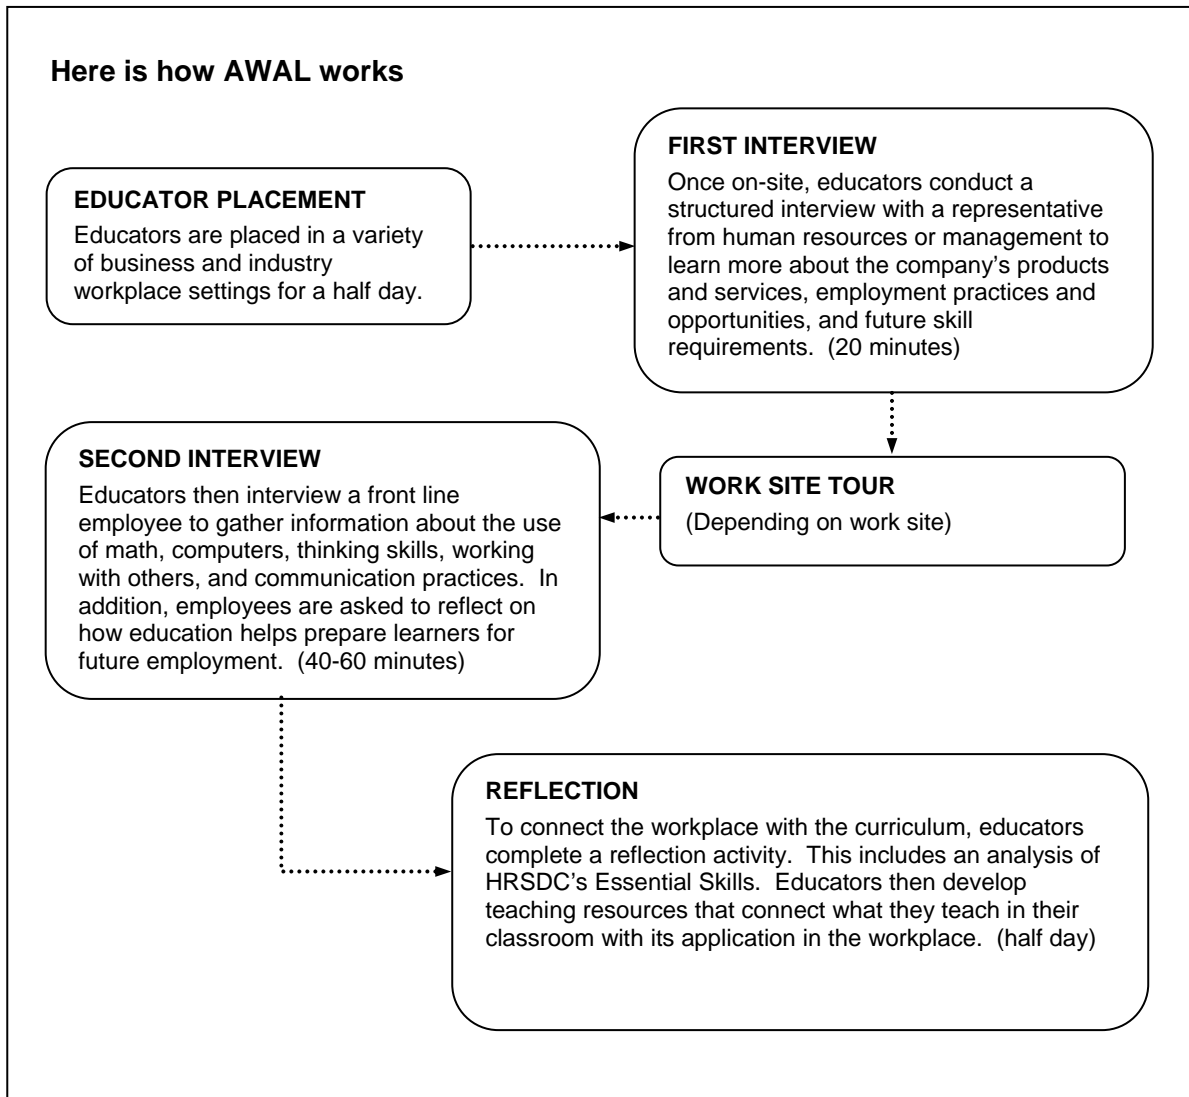 Here is how AWAL works
EDUCATOR PLACEMENT
Educators are placed in a variety
of business and industry
workplace settings for a half day.
FIRST INTERVIEW
Once on-site, educators conduct a
structured interview with a representative
from human resources or management to
learn more about the company's products
and services, employment practices and
opportunities, and future skill
requirements.  (20 minutes)
WORK SITE TOUR
(Depending on work site)
SECOND INTERVIEW
Educators then interview a front line
employee to gather information about the use
of math, computers, thinking skills, working
with others, and communication practices.  In
addition, employees are asked to reflect on
how education helps prepare learners for
future employment.  (40-60 minutes)
REFLECTION
To connect the workplace with the curriculum, educators
complete a reflection activity.  This includes an analysis of
HRSDC's Essential Skills.  Educators then develop
teaching resources that connect what they teach in their
classroom with its application in the workplace.  (half day)